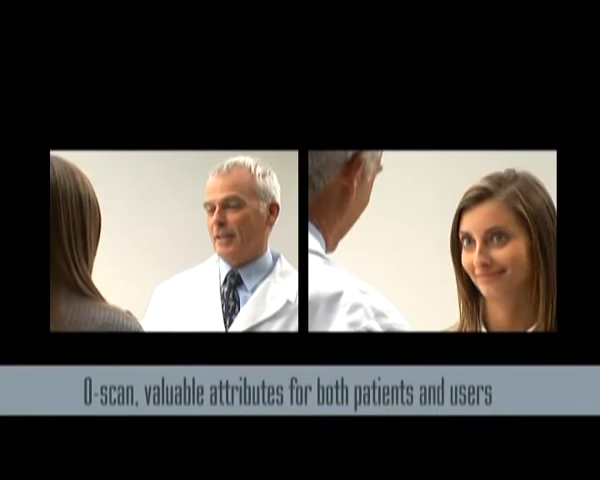 O-scan, valuable attributes for both patients and users